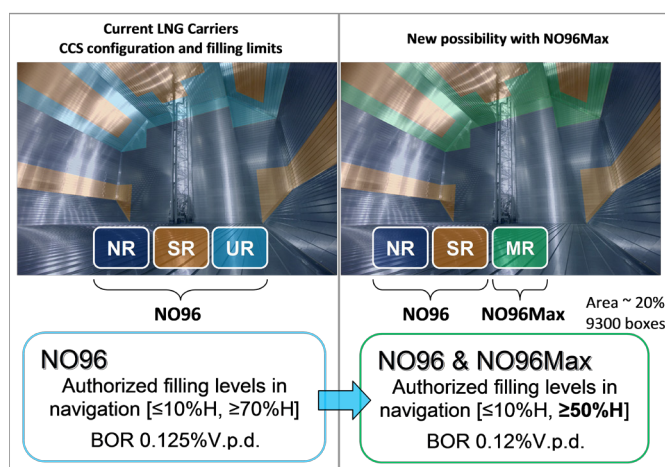 Current LNG Carriers
CCS configuration and filling limits
NR SR UR
NO96
NO96
Authorized filling levels in
navigation [≤10%H, ≥70%H]
BOR 0.125%V.p.d.
New possibility with NO96Max
NR SR MR
NO96 NO96Max
Area ~ 20%
9300 boxes
NO96 & NO96Max
Authorized filling levels in
navigation [≤10%H, ≥50%H]
BOR 0.12%V.p.d.